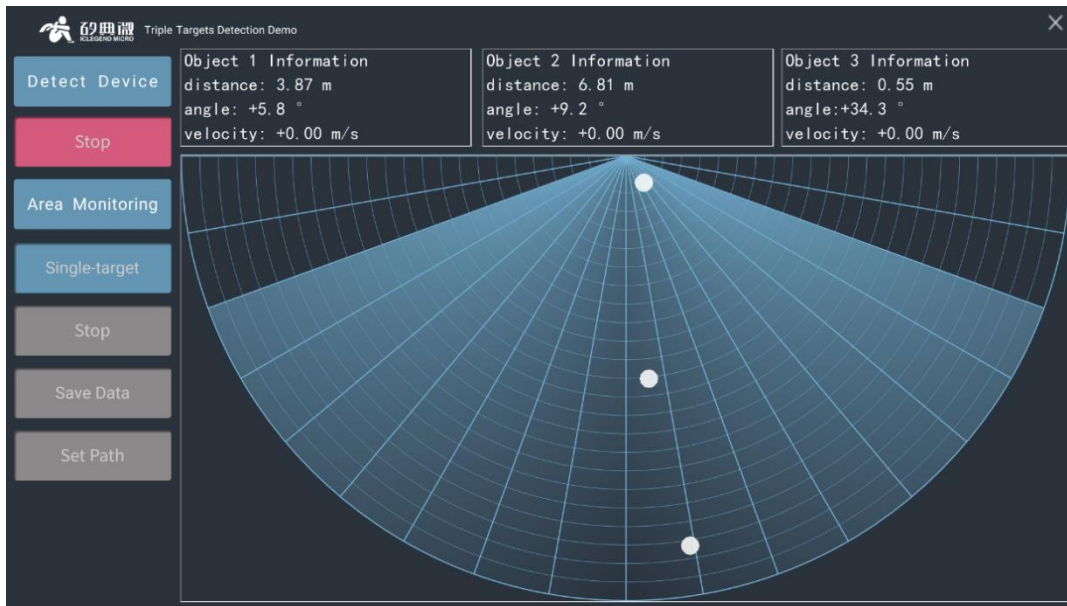 矽典微
ICLEGEND MICRO
Triple Targets Detection Demo
Detect Device
Stop
Area Monitoring
Single-target
Stop
Save Data
Set Path
Object 1 Information
distance: 3.87 m
angle: +5.8 °
velocity: +0.00 m/s
Object 2 Information
distance: 6.81 m
angle: +9.2 °
velocity: +0.00 m/s
Object 3 Information
distance: 0.55 m
angle:+34.3 °
velocity: +0.00 m/s